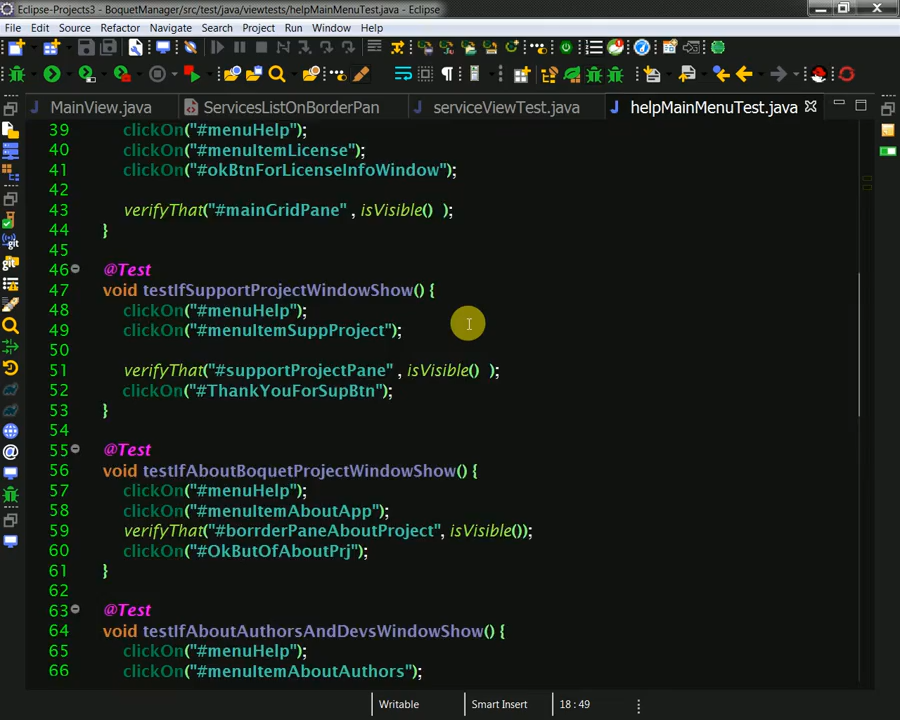 Eclipse-Projects3 - BoquetManager/src/test/java/viewtests/helpMainMenuTest.java - Eclipse
File Edit Source Refactor Navigate Search Project Run Window Help
MainView.java ServicesListOnBorderPan serviceViewTest.java helpMainMenuTest.java
39 clickOn("#menuHelp");
40 clickOn("#menuItemLicense");
41 clickOn("#okBtnForLicenseInfoWindow");
42
43 verifyThat("#mainGridPane" , isVisible() );
44 }
45
46 @Test
47 void testIfSupportProjectWindowShow() {
48 clickOn("#menuHelp");
49 clickOn("#menuItemSuppProject");
50
51 verifyThat("#supportProjectPane" , isVisible() );
52 clickOn("#ThankYouForSupBtn");
53 }
54
55 @Test
56 void testIfAboutBoquetProjectWindowShow() {
57 clickOn("#menuHelp");
58 clickOn("#menuItemAboutApp");
59 verifyThat("#borrderPaneAboutProject", isVisible());
60 clickOn("#OkButOfAboutPrj");
61 }
62
63 @Test
64 void testIfAboutAuthorsAndDevsWindowShow() {
65 clickOn("#menuHelp");
66 clickOn("#menuItemAboutAuthors");
Writable Smart Insert 18 : 49